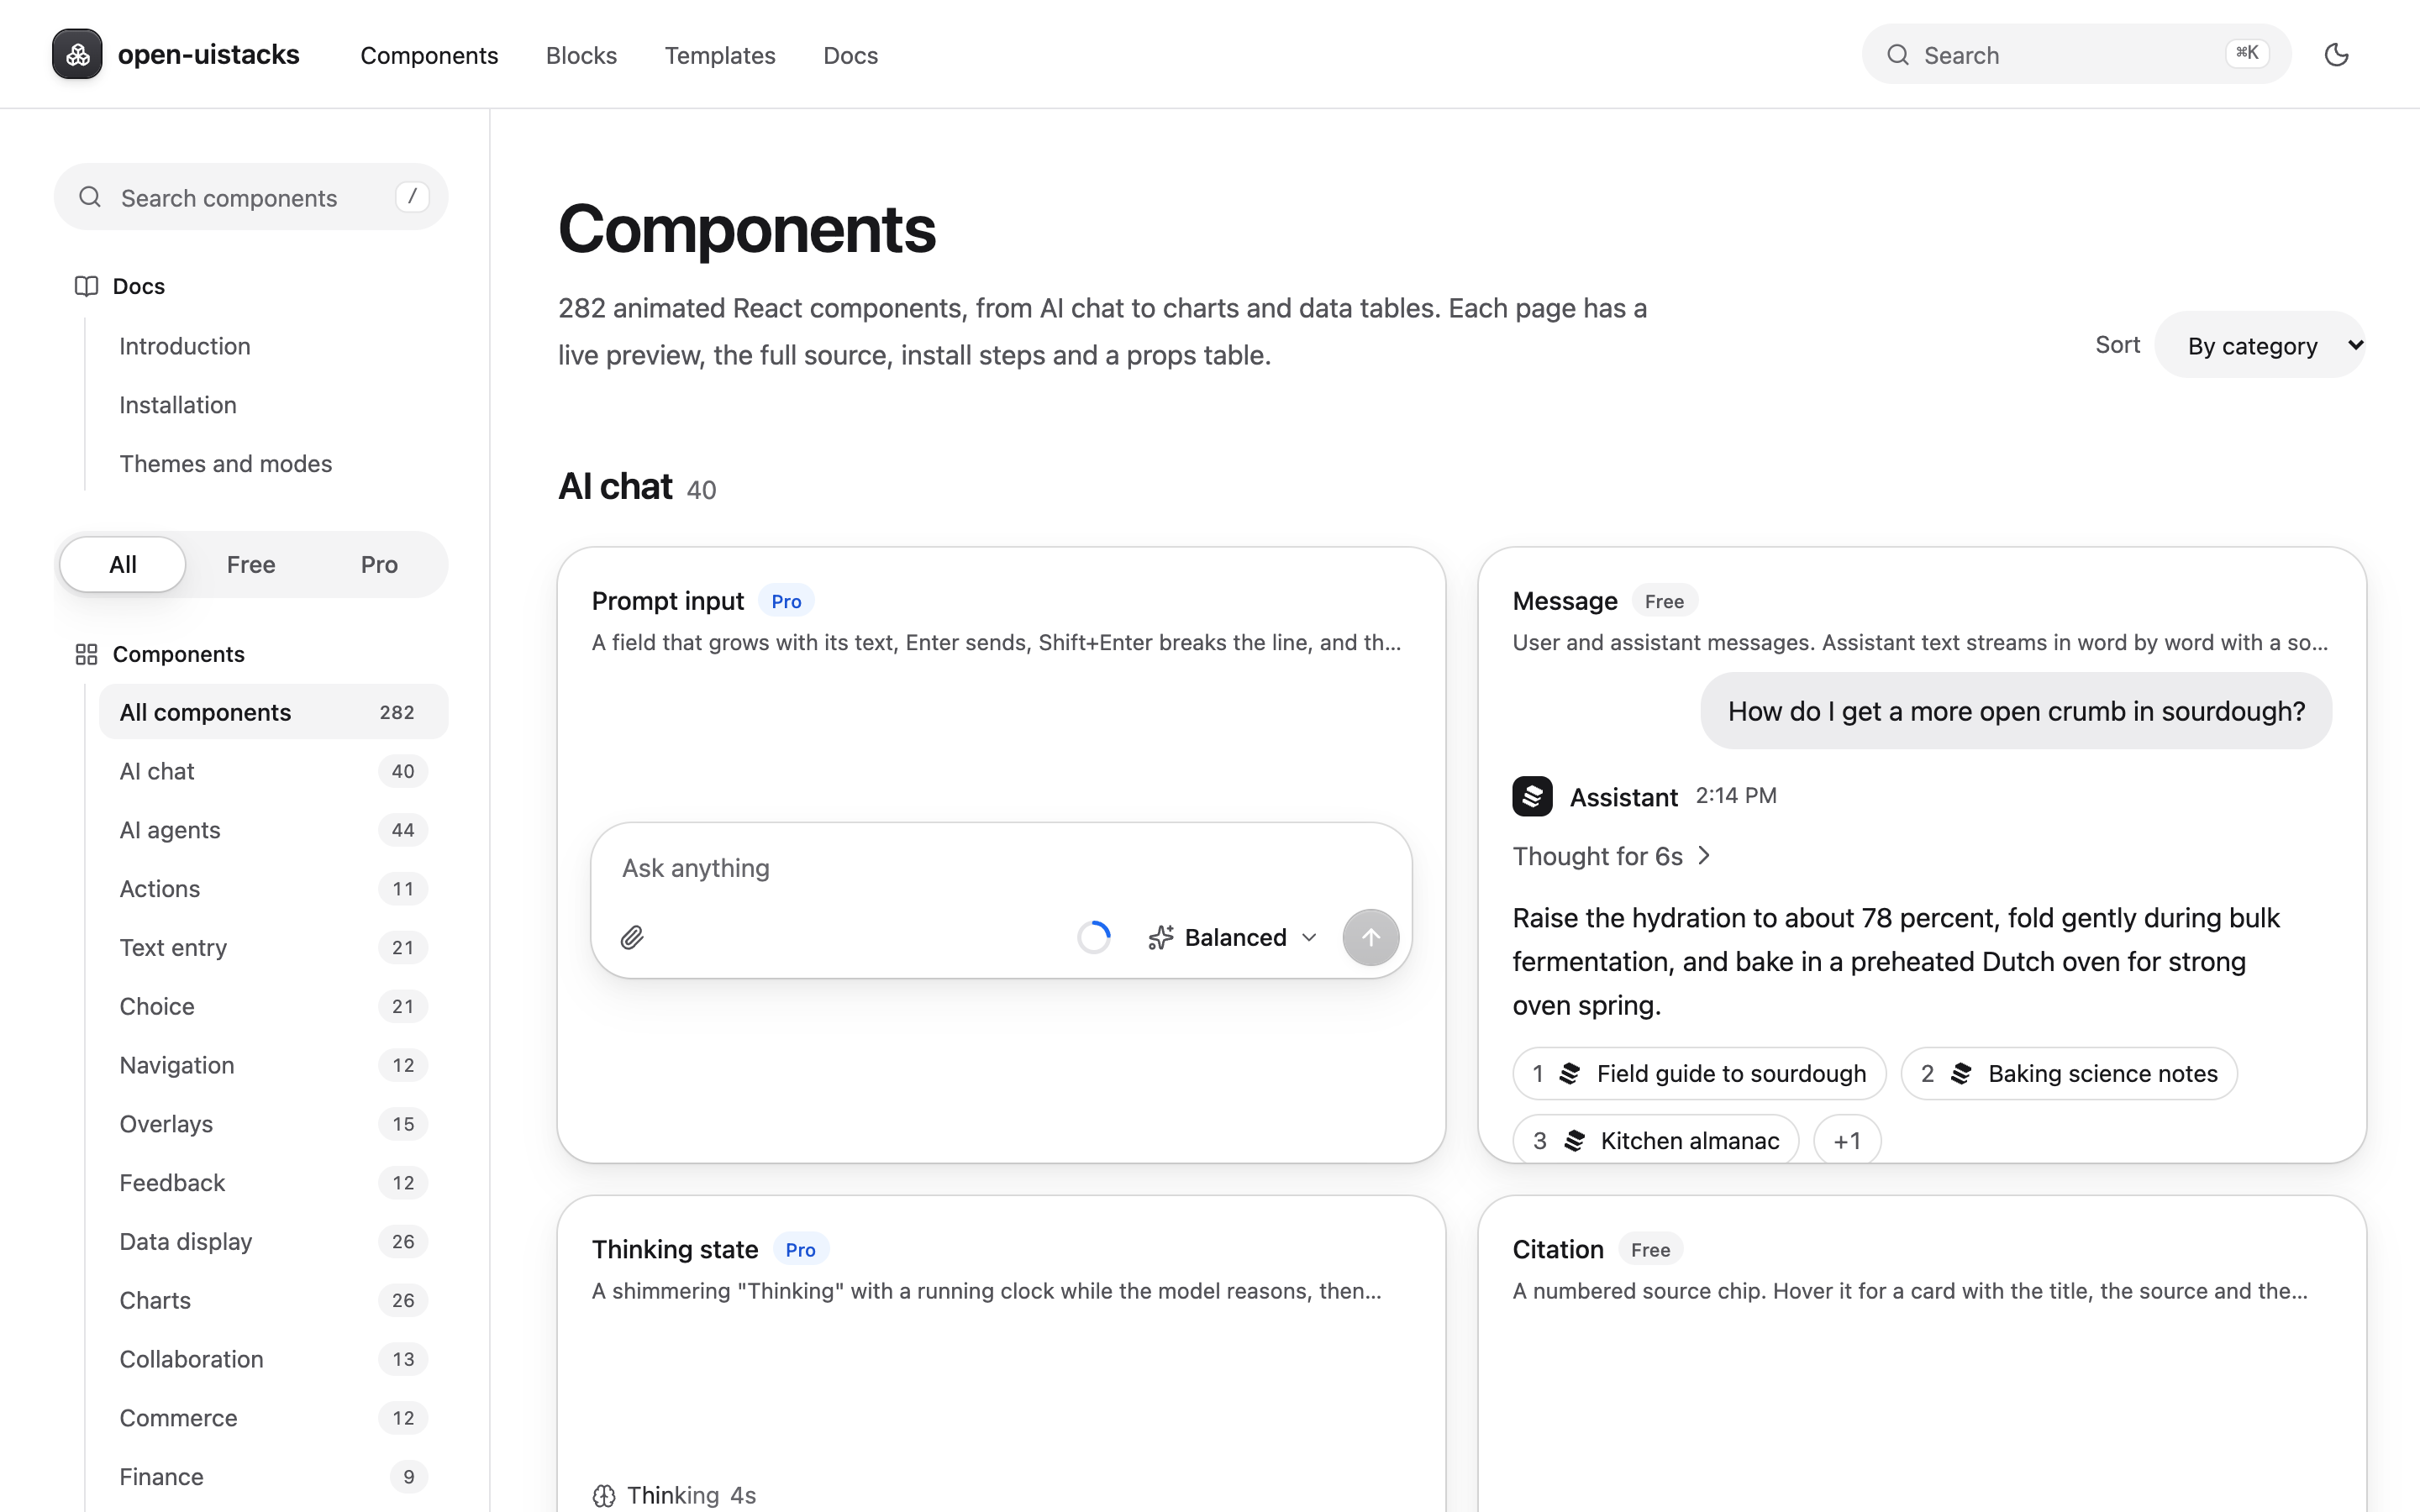 open-uistacks
Components
Blocks
Templates
Docs
Search
⌘K
Search components
/
Docs
Introduction
Installation
Themes and modes
All
Free
Pro
Components
All components 282
AI chat 40
AI agents 44
Actions 11
Text entry 21
Choice 21
Navigation 12
Overlays 15
Feedback 12
Data display 26
Charts 26
Collaboration 13
Commerce 12
Finance 9
Components
282 animated React components, from AI chat to charts and data tables. Each page has a
live preview, the full source, install steps and a props table.
Sort
By category
AI chat 40
Prompt input Pro
A field that grows with its text, Enter sends, Shift+Enter breaks the line, and th...
Ask anything
Balanced
Message Free
User and assistant messages. Assistant text streams in word by word with a so...
How do I get a more open crumb in sourdough?
Assistant 2:14 PM
Thought for 6s
Raise the hydration to about 78 percent, fold gently during bulk
fermentation, and bake in a preheated Dutch oven for strong
oven spring.
1 Field guide to sourdough
2 Baking science notes
3 Kitchen almanac
+1
Thinking state Pro
A shimmering "Thinking" with a running clock while the model reasons, then...
Thinking 4s
Citation Free
A numbered source chip. Hover it for a card with the title, the source and the...